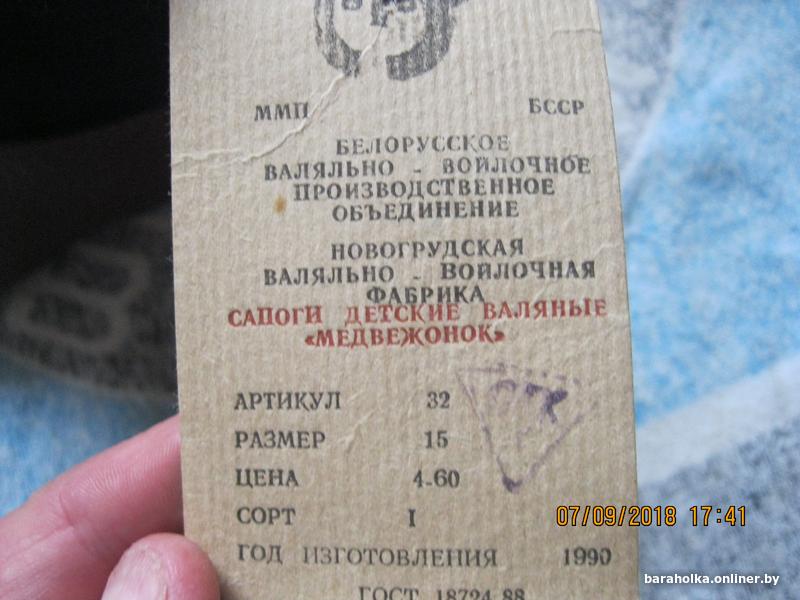 ММП БССР
БЕЛОРУССКОЕ
ВАЛЯЛЬНО - ВОЙЛОЧНОЕ
ПРОИЗВОДСТВЕННОЕ
ОБЪЕДИНЕНИЕ
НОВОГРУДСКАЯ
ВАЛЯЛЬНО - ВОЙЛОЧНАЯ
ФАБРИКА
САПОГИ ДЕТСКИЕ ВАЛЯНЫЕ
«МЕДВЕЖОНОК»
АРТИКУЛ 32
РАЗМЕР 15
ЦЕНА 4-60
СОРТ I
ГОД ИЗГОТОВЛЕНИЯ 1990
ГОСТ 18724-88
ОТК
07/09/2018 17:41
baraholka.onliner.by